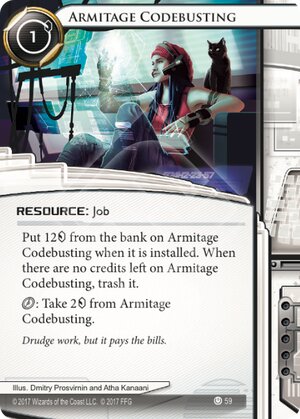 Armitage Codebusting
1
RESOURCE: Job
Put 12 from the bank on Armitage
Codebusting when it is installed. When
there are no credits left on Armitage
Codebusting, trash it.
: Take 2 from Armitage
Codebusting.
Drudge work, but it pays the bills.
Illus. Dmitry Prosvirnin and Atha Kanaani
© 2017 Wizards of the Coast LLC. © 2017 FFG
59